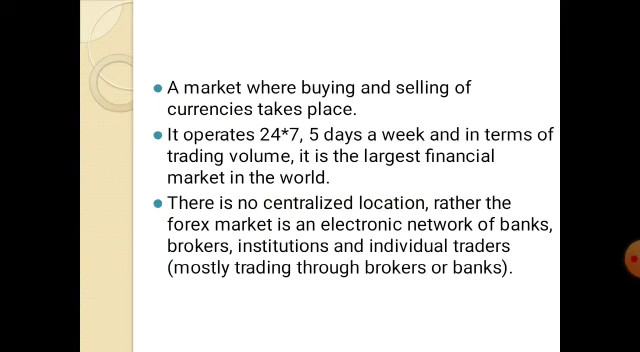 A market where buying and selling of
currencies takes place.
It operates 24*7, 5 days a week and in terms of
trading volume, it is the largest financial
market in the world.
There is no centralized location, rather the
forex market is an electronic network of banks,
brokers, institutions and individual traders
(mostly trading through brokers or banks).